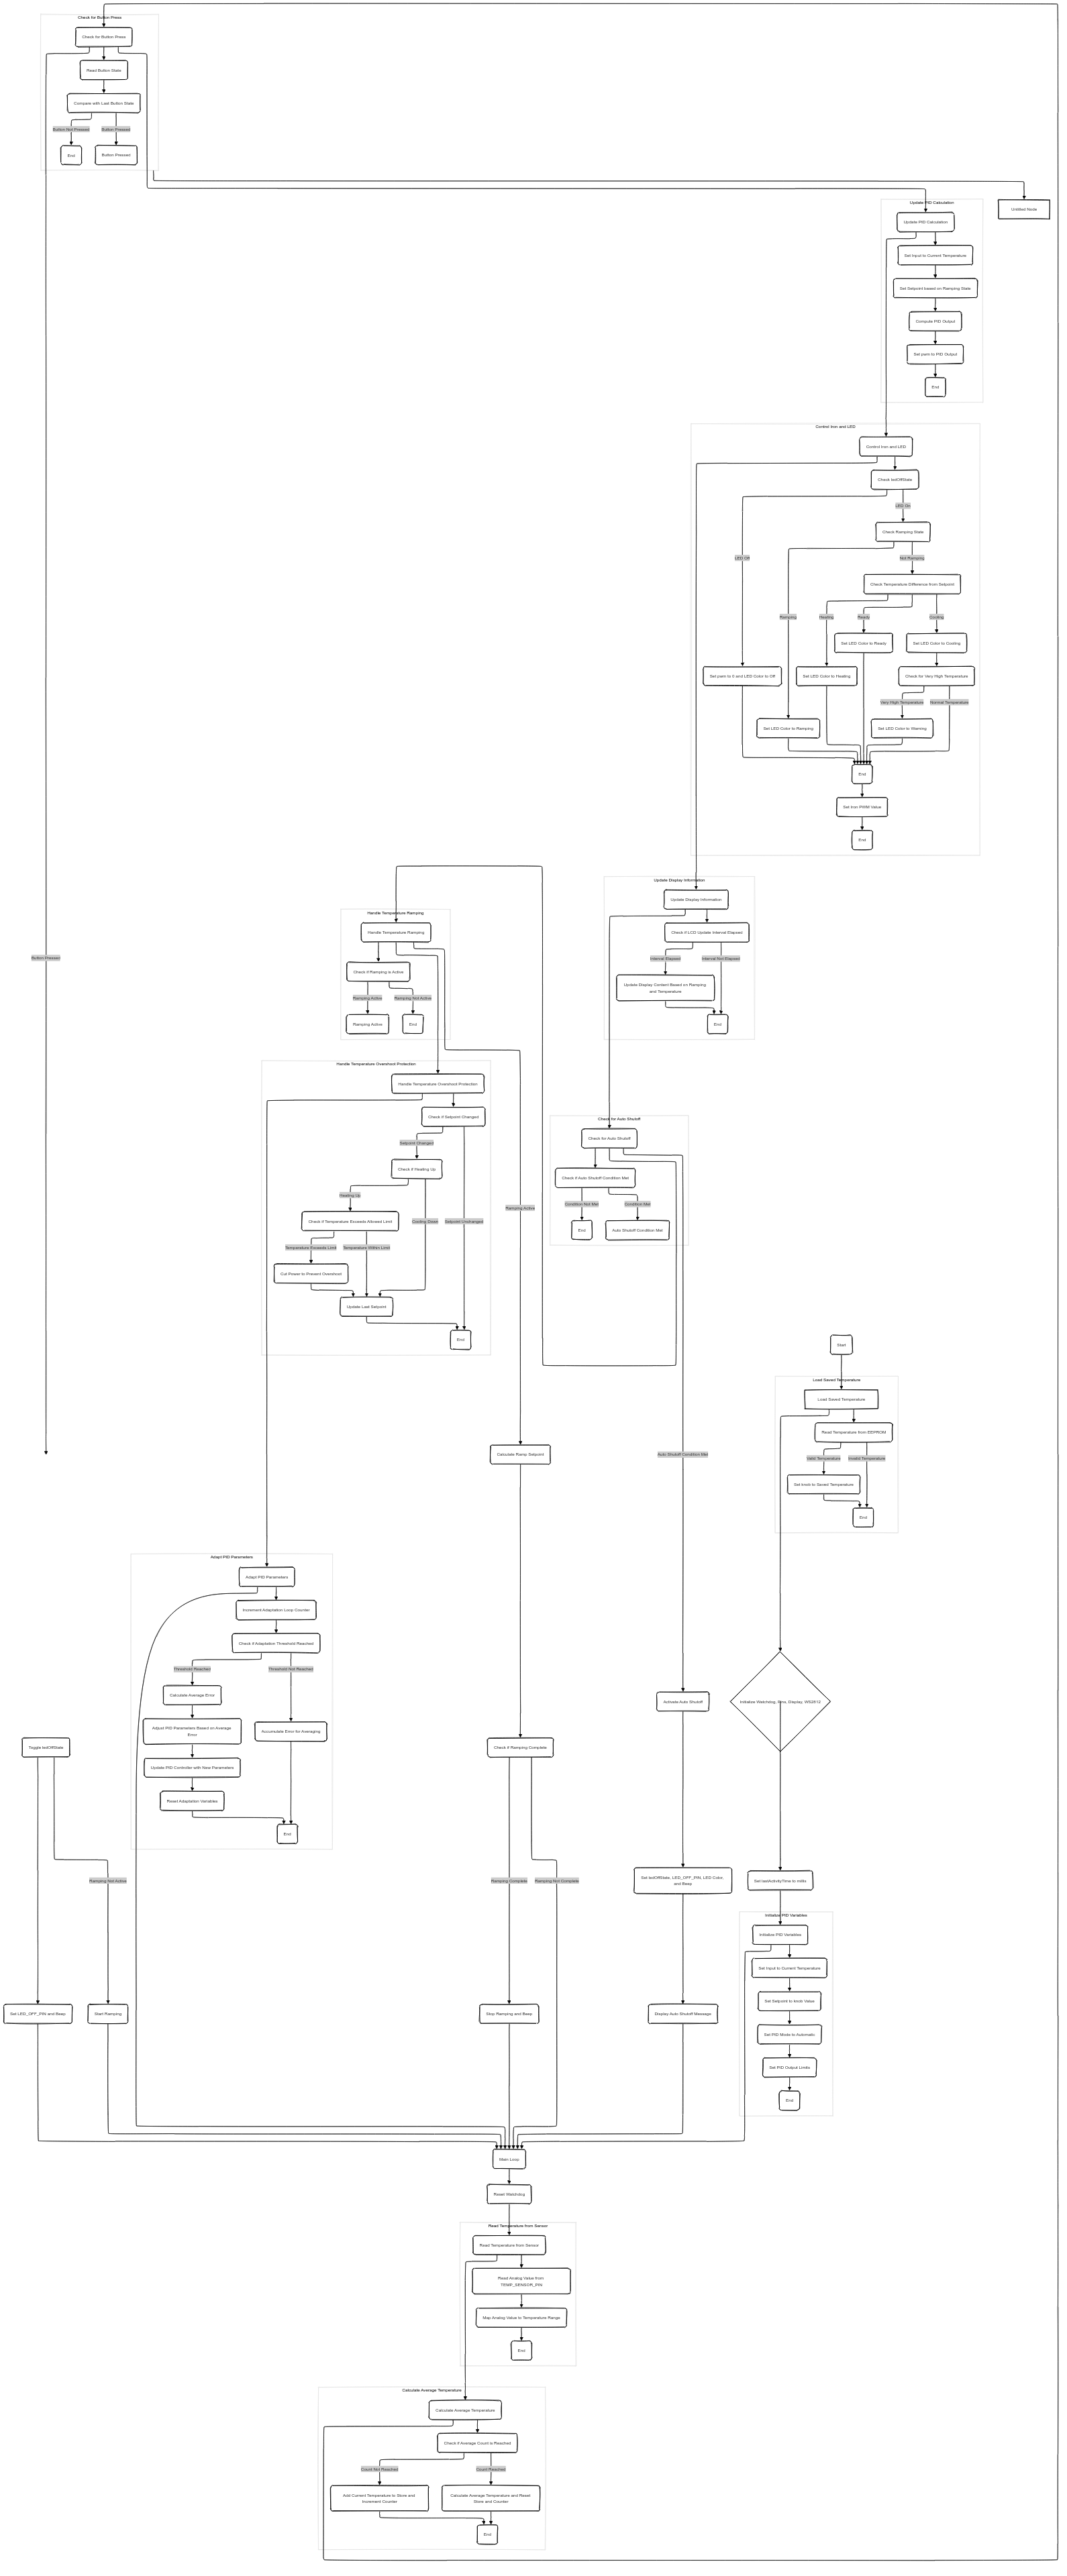 Check for Button Press
Check for Button Press
Read Button State
Compare with Last Button State
Button Not Pressed
Button Pressed
End
Button Pressed
Untitled Node
Update PID Calculation
Update PID Calculation
Set Input to Current Temperature
Set Setpoint based on Ramping State
Compute PID Output
Set pwm to PID Output
End
Control Iron and LED
Control Iron and LED
Check ledOffState
LED On
Check Ramping State
LED Off
Not Ramping
Check Temperature Difference from Setpoint
Ramping
Heating
Ready
Cooling
Set LED Color to Ready
Set LED Color to Cooling
Set pwm to 0 and LED Color to Off
Set LED Color to Heating
Check for Very High Temperature
Very High Temperature
Normal Temperature
Set LED Color to Ramping
Set LED Color to Warning
End
Set Iron PWM Value
End
Update Display Information
Update Display Information
Check if LCD Update Interval Elapsed
Interval Elapsed
Interval Not Elapsed
Update Display Content Based on Ramping
and Temperature
End
Handle Temperature Ramping
Handle Temperature Ramping
Check if Ramping is Active
Ramping Active
Ramping Not Active
Ramping Active
End
Button Pressed
Handle Temperature Overshoot Protection
Handle Temperature Overshoot Protection
Check if Setpoint Changed
Setpoint Changed
Check if Heating Up
Heating Up
Check if Temperature Exceeds Allowed Limit
Cooling Down
Setpoint Unchanged
Temperature Exceeds Limit
Temperature Within Limit
Cut Power to Prevent Overshoot
Update Last Setpoint
End
Ramping Active
Check for Auto Shutoff
Check for Auto Shutoff
Check if Auto Shutoff Condition Met
Condition Not Met
Condition Met
End
Auto Shutoff Condition Met
Start
Load Saved Temperature
Load Saved Temperature
Read Temperature from EEPROM
Valid Temperature
Invalid Temperature
Set knob to Saved Temperature
End
Calculate Ramp Setpoint
Auto Shutoff Condition Met
Adapt PID Parameters
Adapt PID Parameters
Increment Adaptation Loop Counter
Check if Adaptation Threshold Reached
Threshold Reached
Threshold Not Reached
Calculate Average Error
Adjust PID Parameters Based on Average
Error
Accumulate Error for Averaging
Update PID Controller with New Parameters
Reset Adaptation Variables
End
Activate Auto Shutoff
Initialize Watchdog, Pins, Display, WS2812
Toggle ledOffState
Check if Ramping Complete
Ramping Not Active
Ramping Complete
Ramping Not Complete
Set ledOffState, LED_OFF_PIN, LED Color,
and Beep
Set lastActivityTime to millis
Initialize PID Variables
Initialize PID Variables
Set Input to Current Temperature
Set Setpoint to knob Value
Set PID Mode to Automatic
Set PID Output Limits
End
Set LED_OFF_PIN and Beep
Start Ramping
Stop Ramping and Beep
Display Auto Shutoff Message
Main Loop
Reset Watchdog
Read Temperature from Sensor
Read Temperature from Sensor
Read Analog Value from
TEMP_SENSOR_PIN
Map Analog Value to Temperature Range
End
Calculate Average Temperature
Calculate Average Temperature
Check if Average Count is Reached
Count Not Reached
Count Reached
Add Current Temperature to Store and
Increment Counter
Calculate Average Temperature and Reset
Store and Counter
End